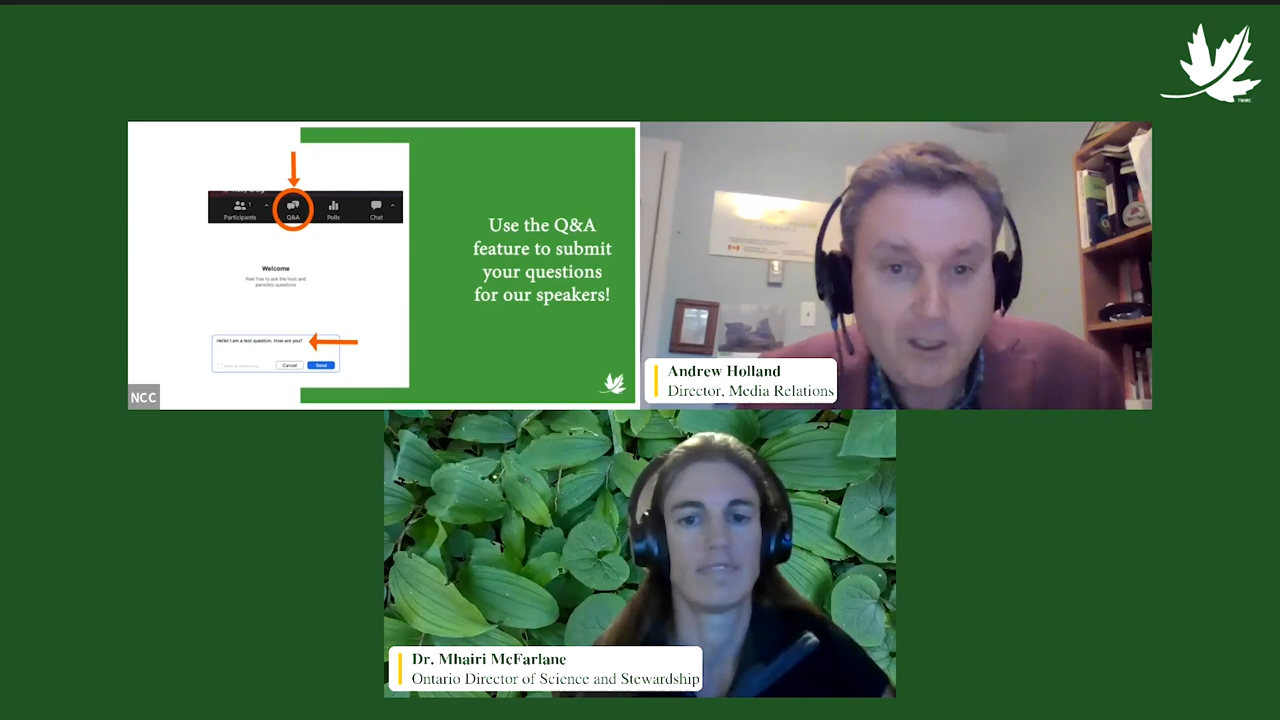 Participants
1
Q&A
Polls
Chat
Use the Q&A
feature to submit
your questions
for our speakers!
Welcome
Feel free to ask the host and
panelists questions
Hello! I am a test question. How are you?
Cancel
Send
NCC
Andrew Holland
Director, Media Relations
Dr. Mhairi McFarlane
Ontario Director of Science and Stewardship